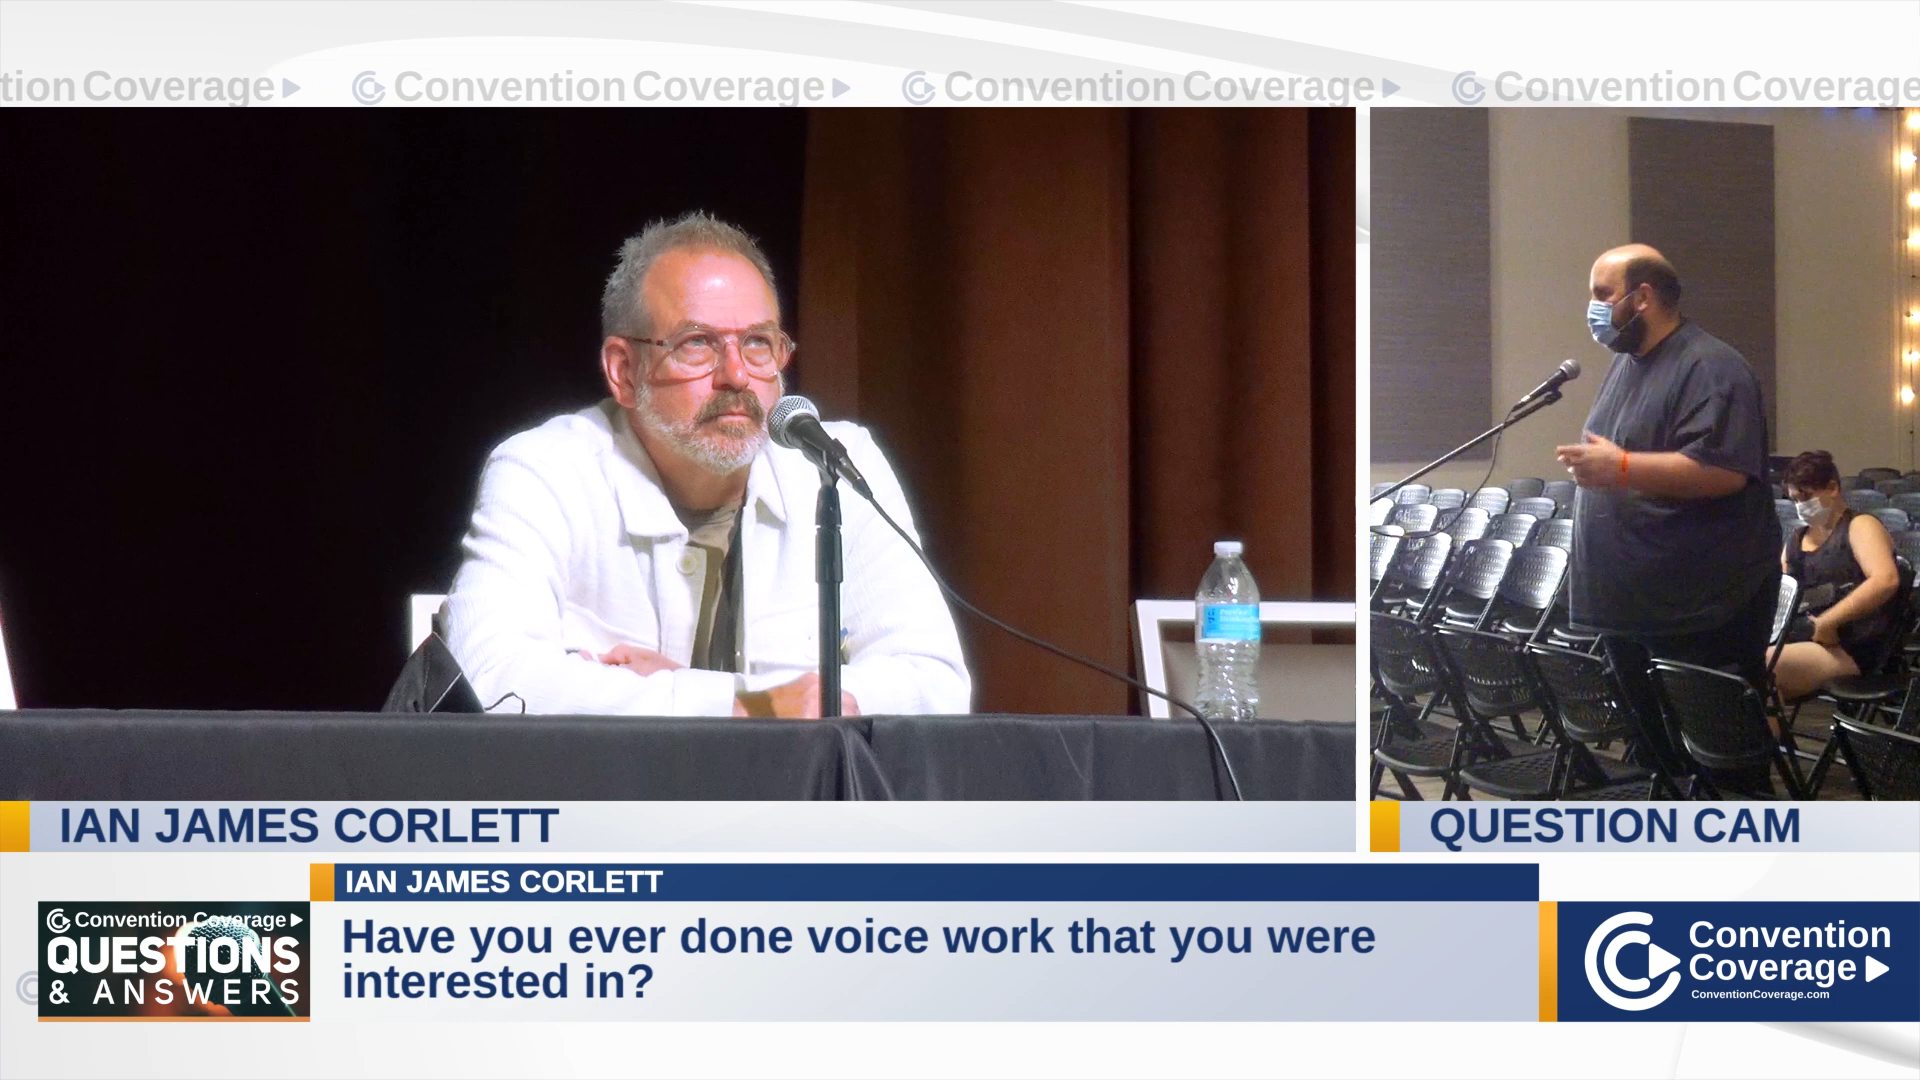 tion Coverage Convention Coverage Convention Coverage Convention Coverage
IAN JAMES CORLETT
QUESTION CAM
IAN JAMES CORLETT
Have you ever done voice work that you were
interested in?
Convention Coverage
QUESTIONS
& ANSWERS
Convention
Coverage
ConventionCoverage.com